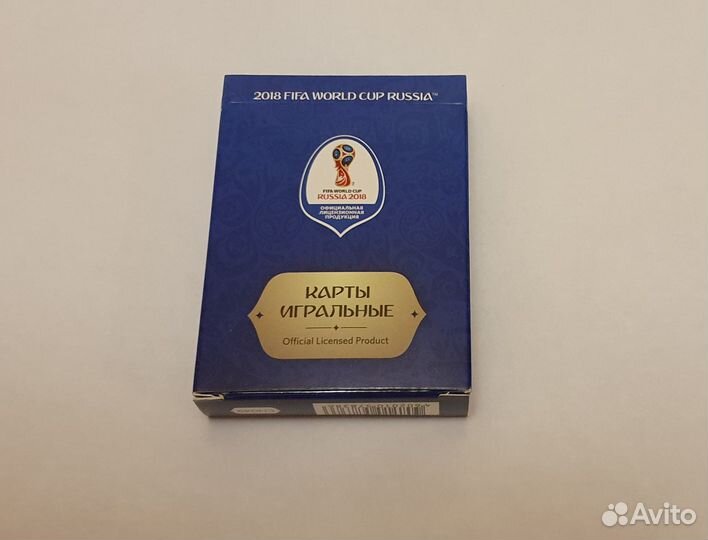 2018 FIFA WORLD CUP RUSSIA™
FIFA WORLD CUP
RUSSIA 2018
ОФИЦИАЛЬНАЯ
ЛИЦЕНЗИОННАЯ
ПРОДУКЦИЯ
КАРТЫ
ИГРАЛЬНЫЕ
Official Licensed Product
Avito